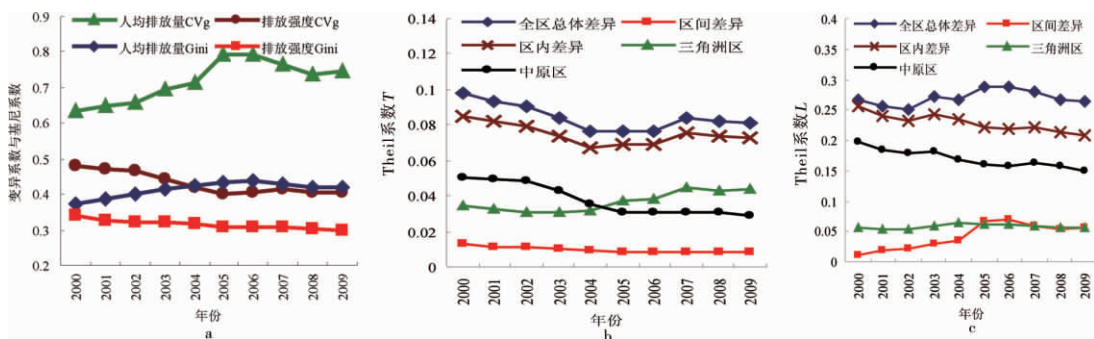 人均排放量CVg 排放强度CVg
人均排放量Gini 排放强度Gini
变异系数与基尼系数
0.9
0.8
0.7
0.6
0.5
0.4
0.3
0.2
2000 2001 2002 2003 2004 2005 2006 2007 2008 2009
年份
a
全区总体差异 区间差异
区内差异 三角洲区
中原区
Theil系数T
0.14
0.12
0.1
0.08
0.06
0.04
0.02
0
2000 2001 2002 2003 2004 2005 2006 2007 2008 2009
年份
b
全区总体差异 区间差异
区内差异 三角洲区
中原区
Theil系数L
0.4
0.35
0.3
0.25
0.2
0.15
0.1
0.05
0
2000 2001 2002 2003 2004 2005 2006 2007 2008 2009
年份
c